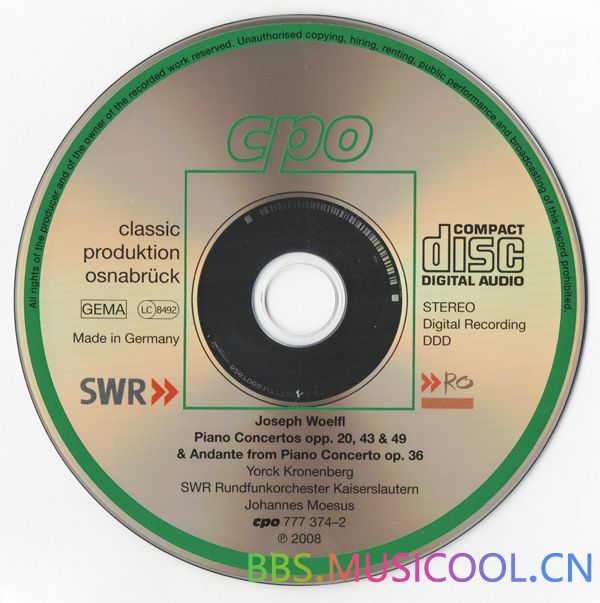 All rights of the producer and of the owner of the recorded work reserved. Unauthorised copying, hiring, renting, public performance and broadcasting of this record prohibited.
cpo
classic
produktion
osnabrück
GEMA
LC 8492
Made in Germany
SWR»
COMPACT
disc
DIGITAL AUDIO
STEREO
Digital Recording
DDD
»RO
Joseph Woelfl
Piano Concertos opp. 20, 43 & 49
& Andante from Piano Concerto op. 36
Yorck Kronenberg
SWR Rundfunkorchester Kaiserslautern
Johannes Moesus
cpo 777 374–2
℗ 2008
BBS.MUSICOOL.CN